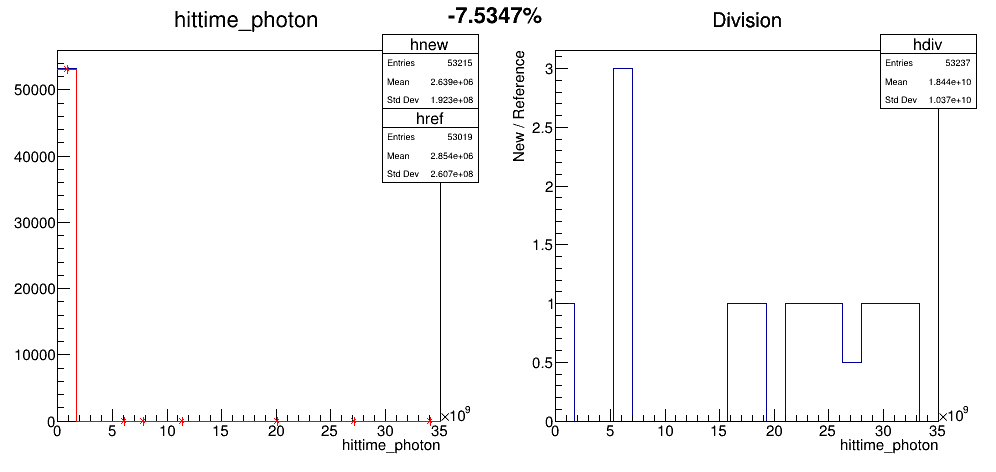 -7.5347%
hittime_photon
hnew
Entries 53215
Mean 2.639e+06
Std Dev 1.923e+08
href
Entries 53019
Mean 2.854e+06
Std Dev 2.607e+08
50000
40000
30000
20000
10000
0
0 5 10 15 20 25 30 35
×10⁹
hittime_photon
Division
hdiv
Entries 53237
Mean 1.844e+10
Std Dev 1.037e+10
New / Reference
3
2.5
2
1.5
1
0.5
0
0 5 10 15 20 25 30 35
×10⁹
hittime_photon